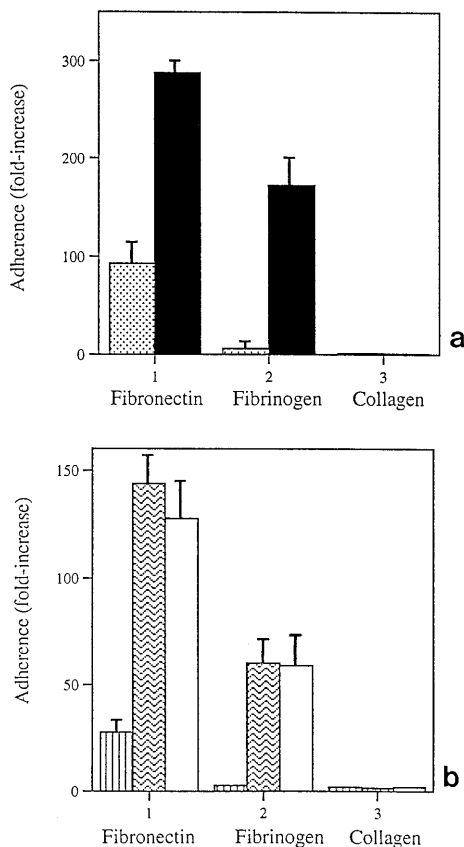 Adherence (fold-increase)
300
200
100
0
1 2 3
Fibronectin Fibrinogen Collagen
a
Adherence (fold-increase)
150
100
50
0
1 2 3
Fibronectin Fibrinogen Collagen
b